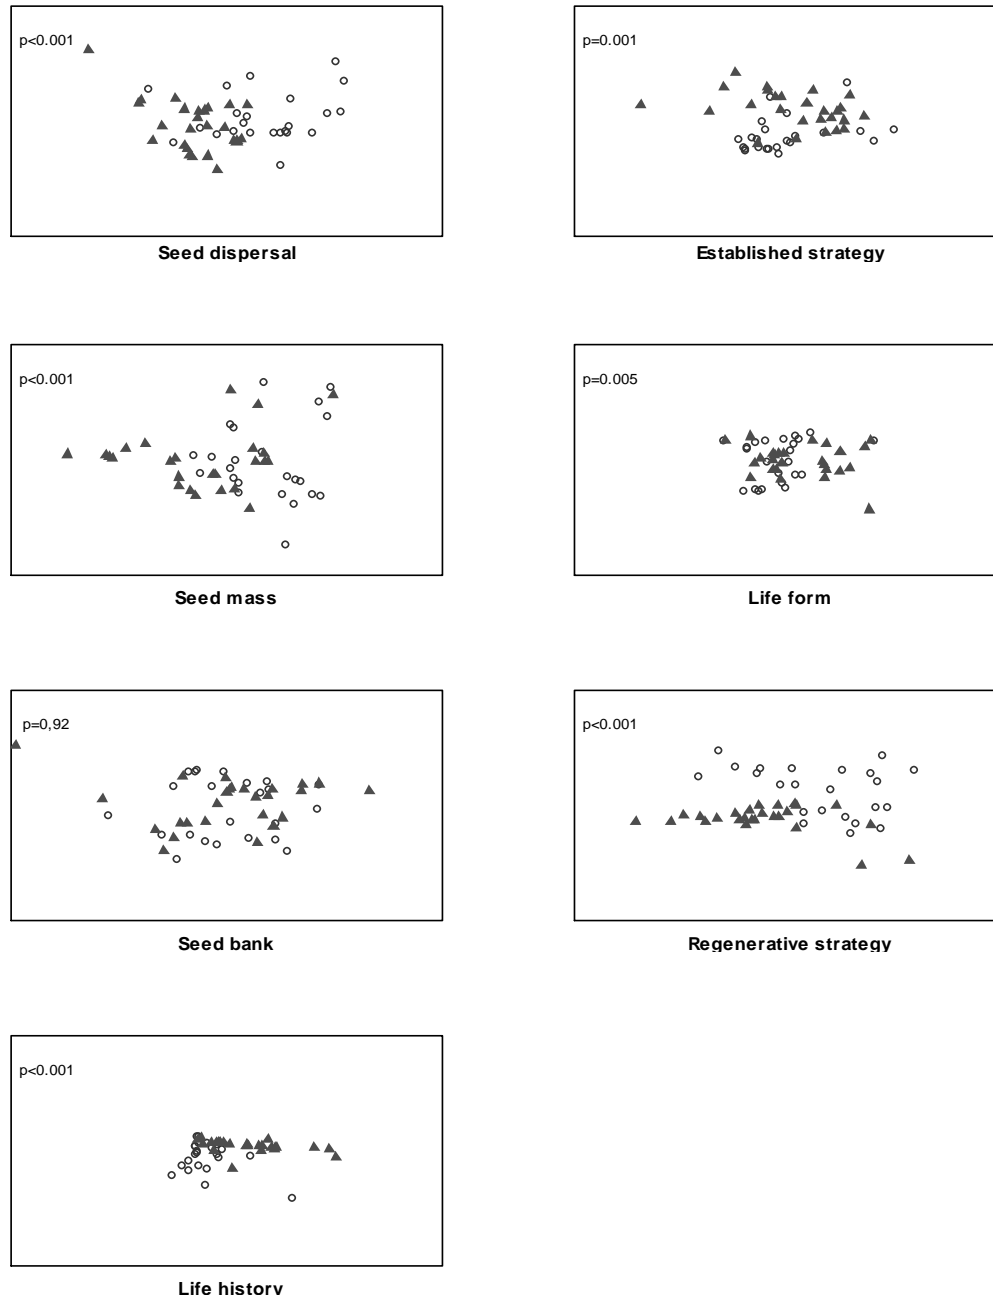 p<0.001
Seed dispersal
p=0.001
Established strategy
p<0.001
Seed mass
p=0.005
Life form
p=0,92
Seed bank
p<0.001
Regenerative strategy
p<0.001
Life history